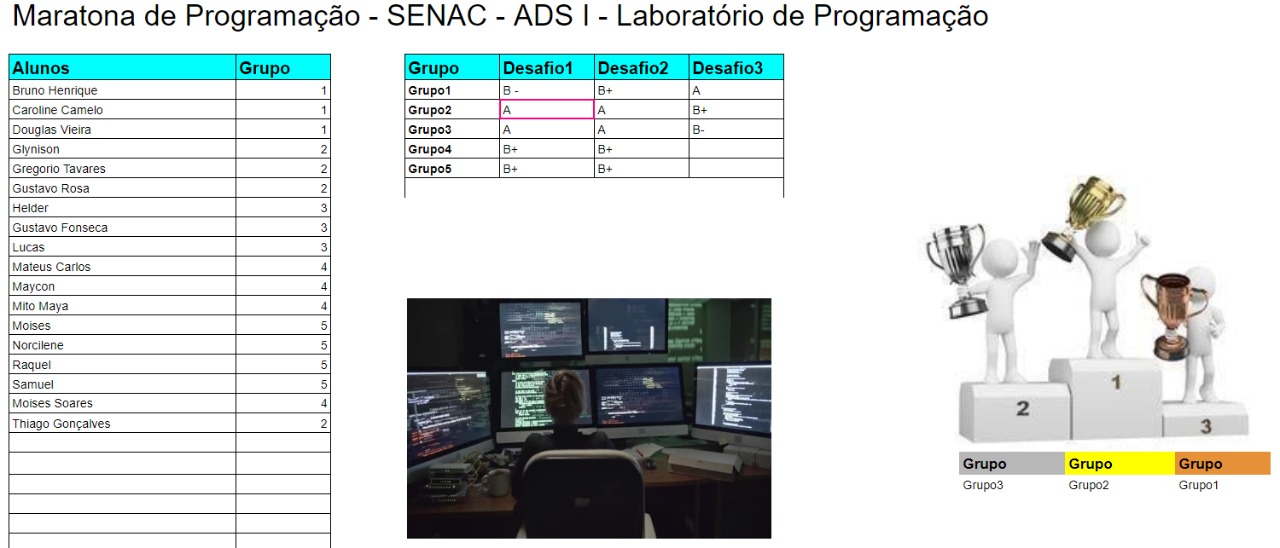 Maratona de Programação - SENAC - ADS I - Laboratório de Programação
Alunos Grupo
Bruno Henrique 1
Caroline Camelo 1
Douglas Vieira 1
Glynison 2
Gregorio Tavares 2
Gustavo Rosa 2
Helder 3
Gustavo Fonseca 3
Lucas 3
Mateus Carlos 4
Maycon 4
Mito Maya 4
Moises 5
Norcilene 5
Raquel 5
Samuel 5
Moises Soares 4
Thiago Gonçalves 2
Grupo Desafio1 Desafio2 Desafio3
Grupo1 B - B+ A
Grupo2 A A B+
Grupo3 A A B-
Grupo4 B+ B+
Grupo5 B+ B+
2 1 3
Grupo Grupo Grupo
Grupo3 Grupo2 Grupo1